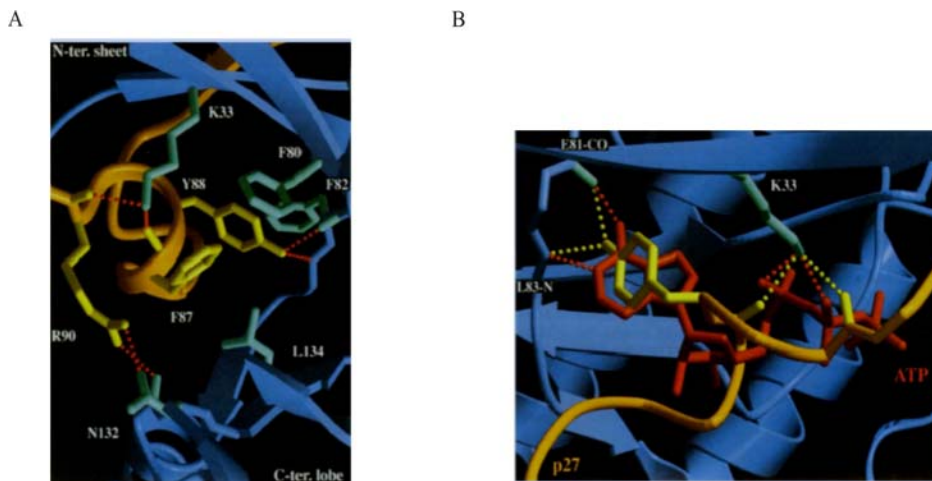 A
B
N-ter. sheet
K33
F80
F82
Y88
F87
R90
L134
N132
C-ter. lobe
E81-CO
K33
L83-N
ATP
p27